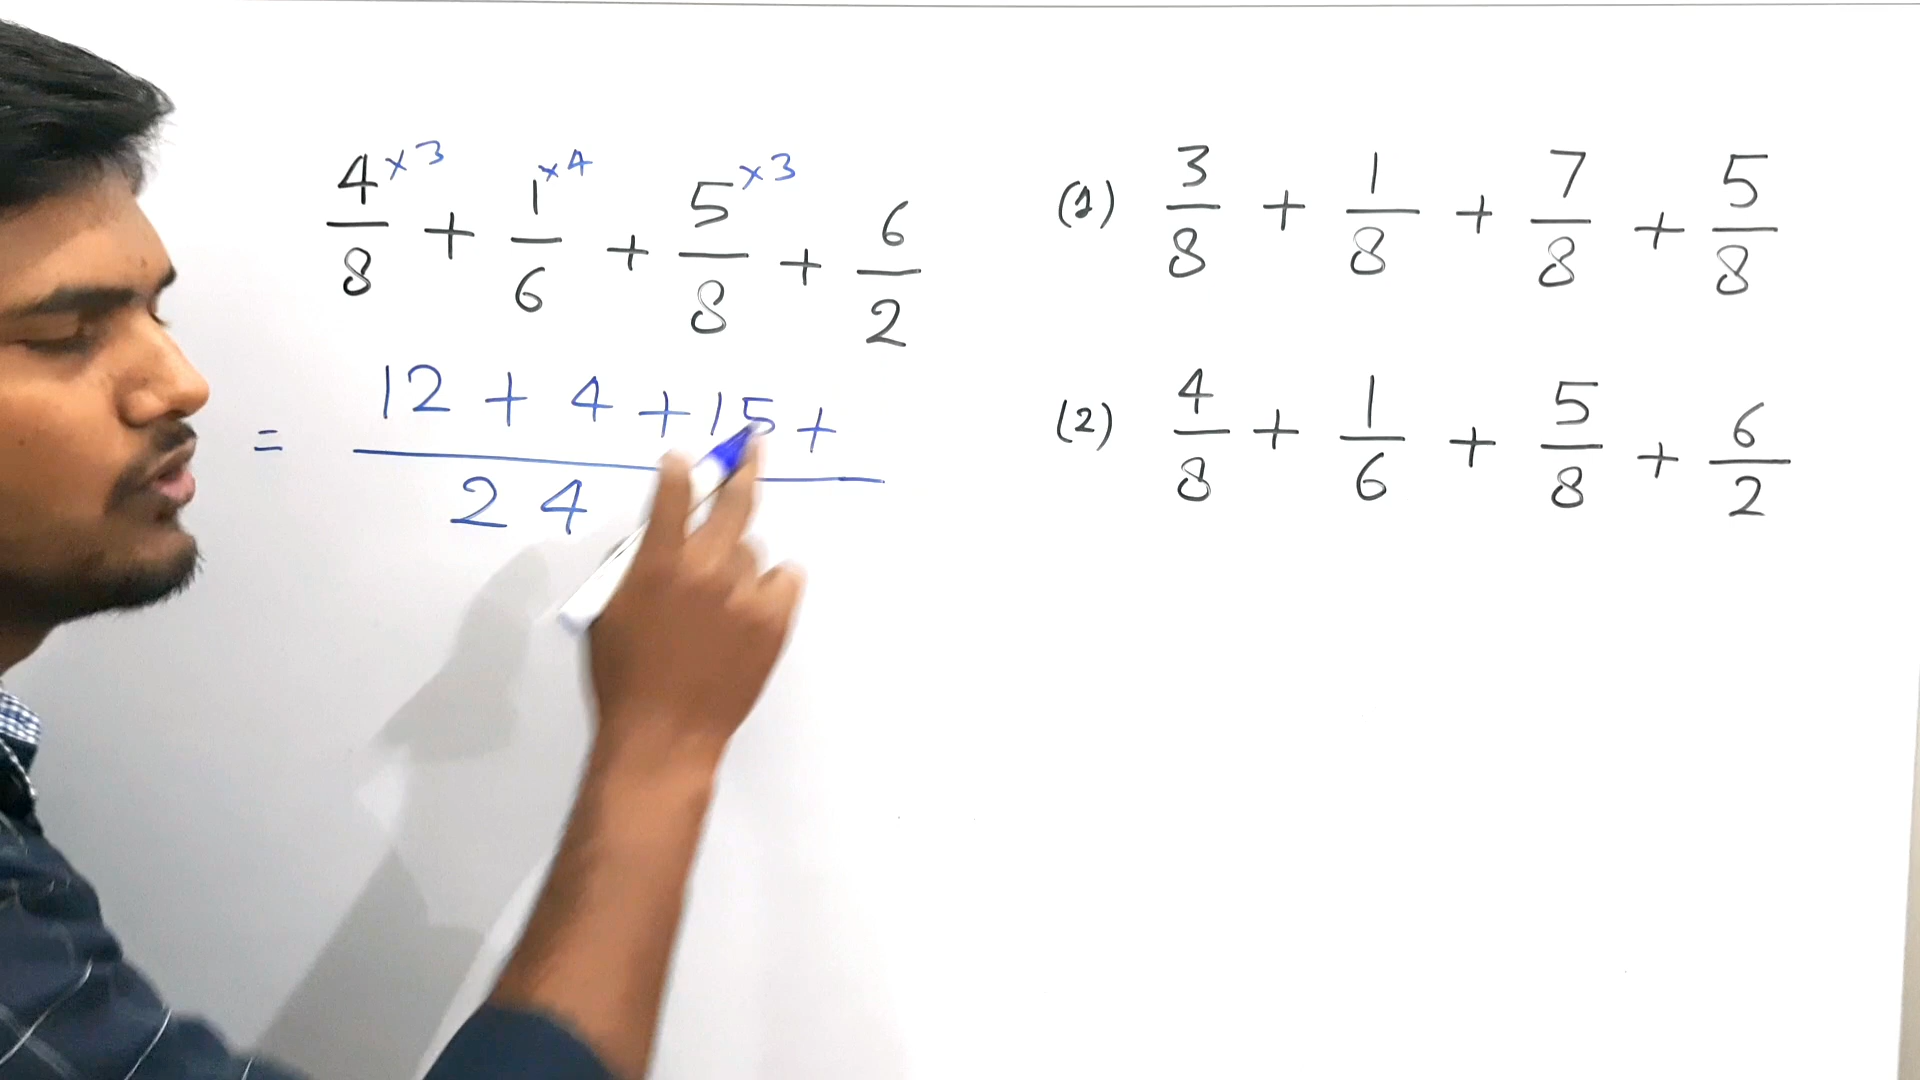 4×3/8 + 1×4/6 + 5×3/8 + 6/2
= 12 + 4 + 15 + / 24
(1) 3/8 + 1/8 + 7/8 + 5/8
(2) 4/8 + 1/6 + 5/8 + 6/2